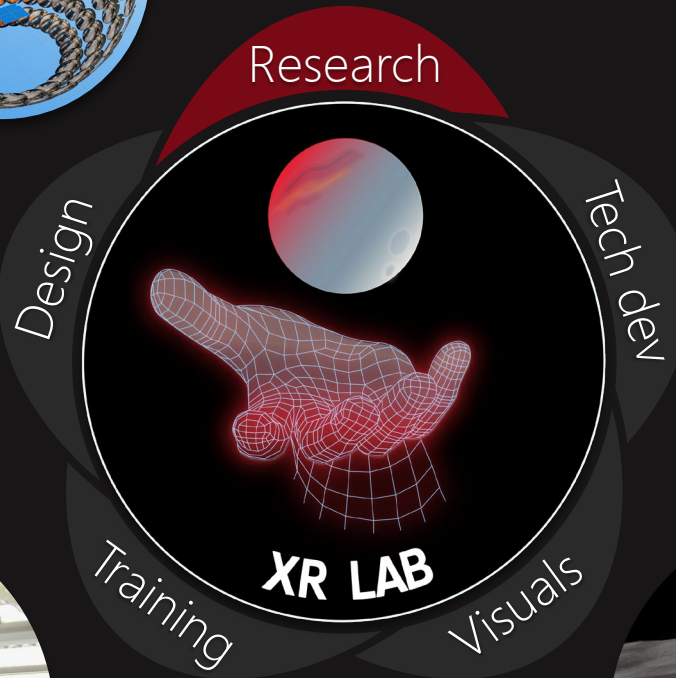 Research
Design
Tech dev
XR LAB
Training
Visuals